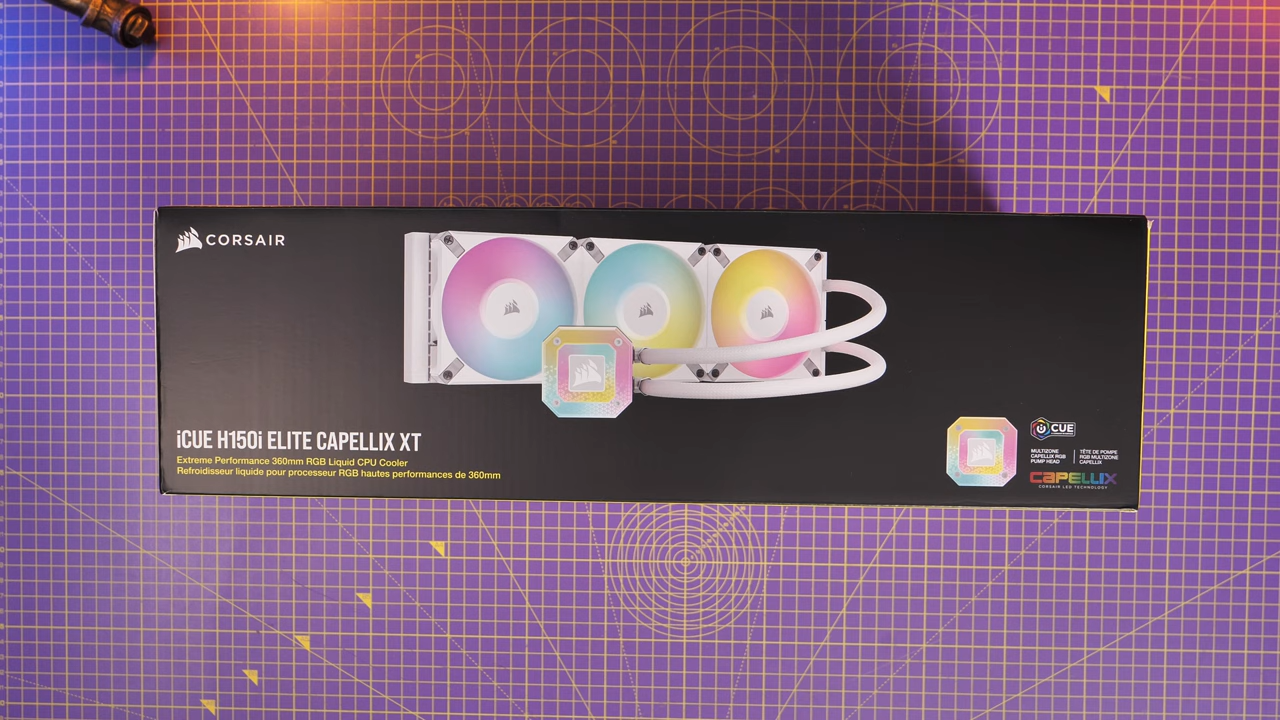 CORSAIR
iCUE H150i ELITE CAPELLIX XT
Extreme Performance 360mm RGB Liquid CPU Cooler
Refroidisseur liquide pour processeur RGB hautes performances de 360mm
iCUE
MULTIZONE
CAPELLIX RGB
PUMP HEAD
TÊTE DE POMPE
RGB MULTIZONE
CAPELLIX
CAPELLIX
CORSAIR LED TECHNOLOGY